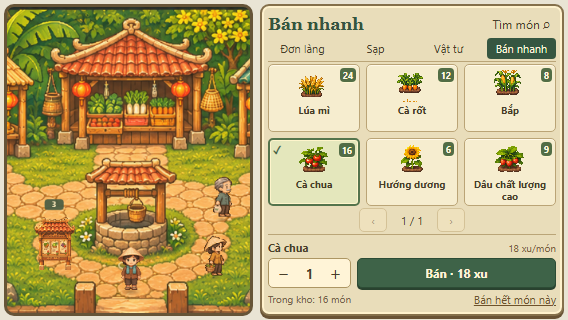 Bán nhanh
Tìm món
Đơn làng Sạp Vật tư Bán nhanh
24 12 8
Lúa mì Cà rốt Bắp
16 6 9
Cà chua Hướng dương Dâu chất lượng cao
‹ 1 / 1 ›
Cà chua 18 xu/món
− 1 + Bán · 18 xu
Trong kho: 16 món Bán hết món này
3